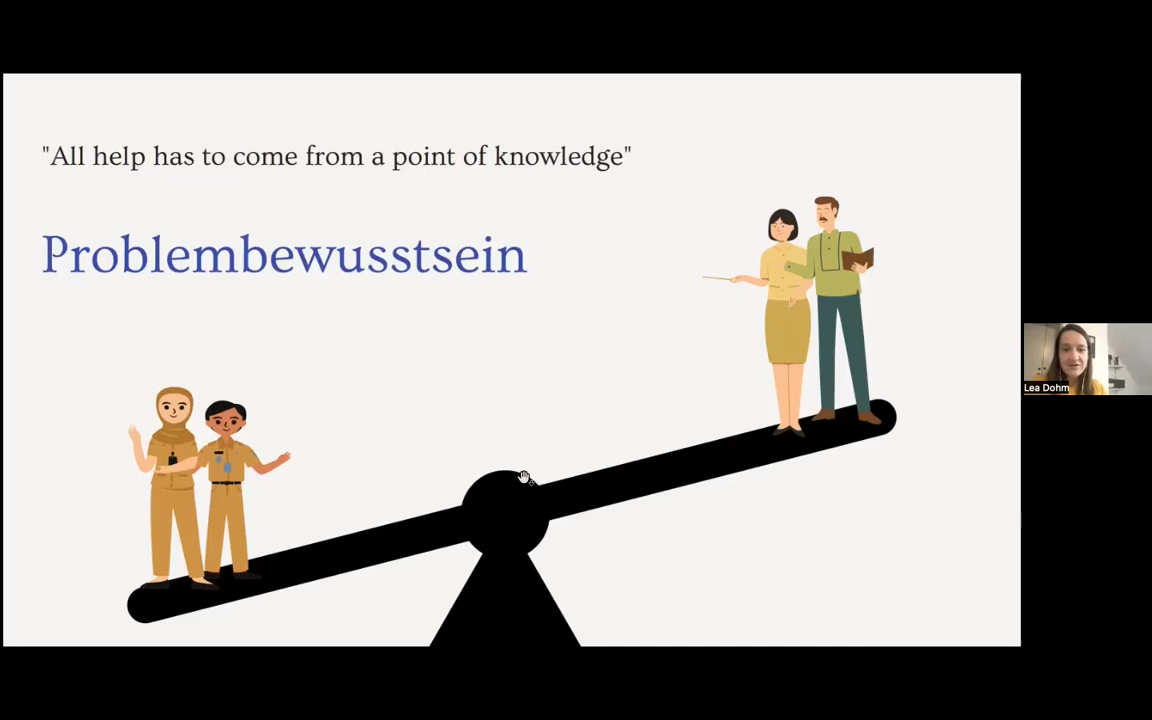 "All help has to come from a point of knowledge"
Problembewusstsein
Lea Dohm